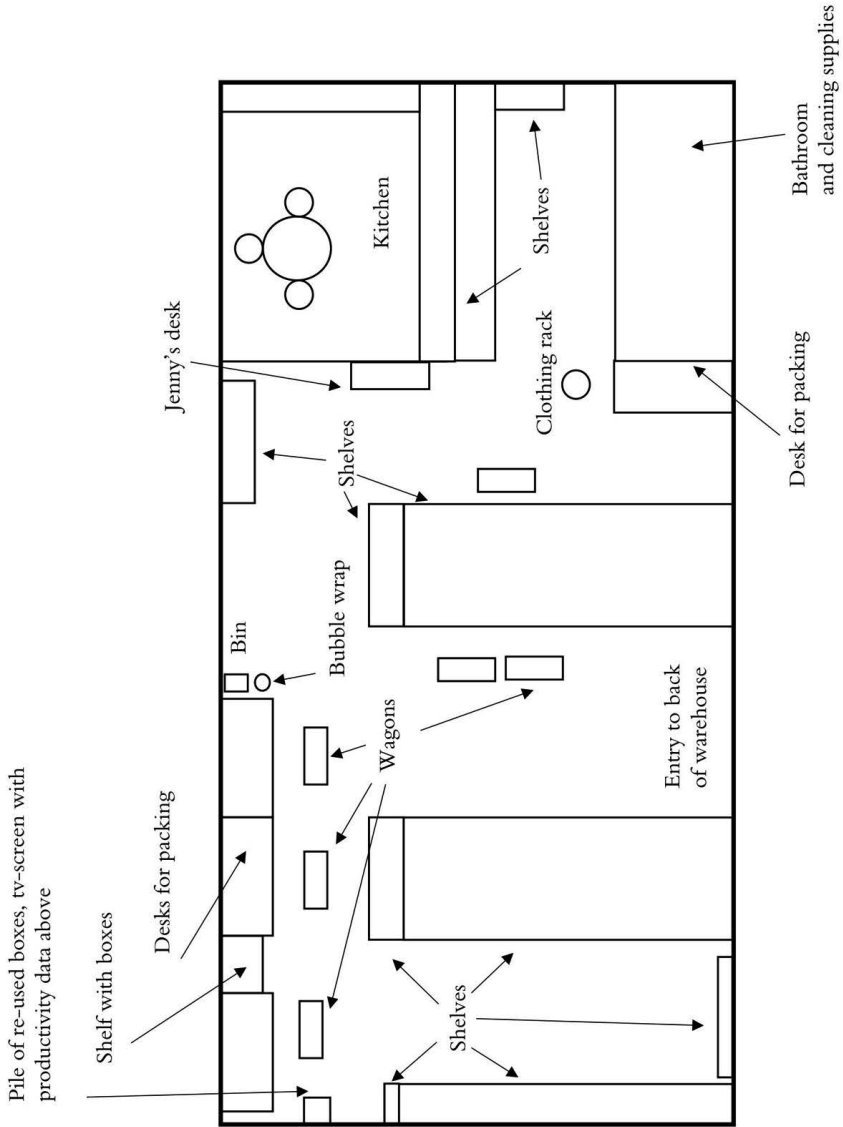 Pile of re-used boxes, tv-screen with
productivity data above
Shelf with boxes
Desks for packing
Bin
Bubble wrap
Jenny’s desk
Kitchen
Shelves
Wagons
Shelves
Clothing rack
Shelves
Entry to back
of warehouse
Desk for packing
Bathroom
and cleaning supplies